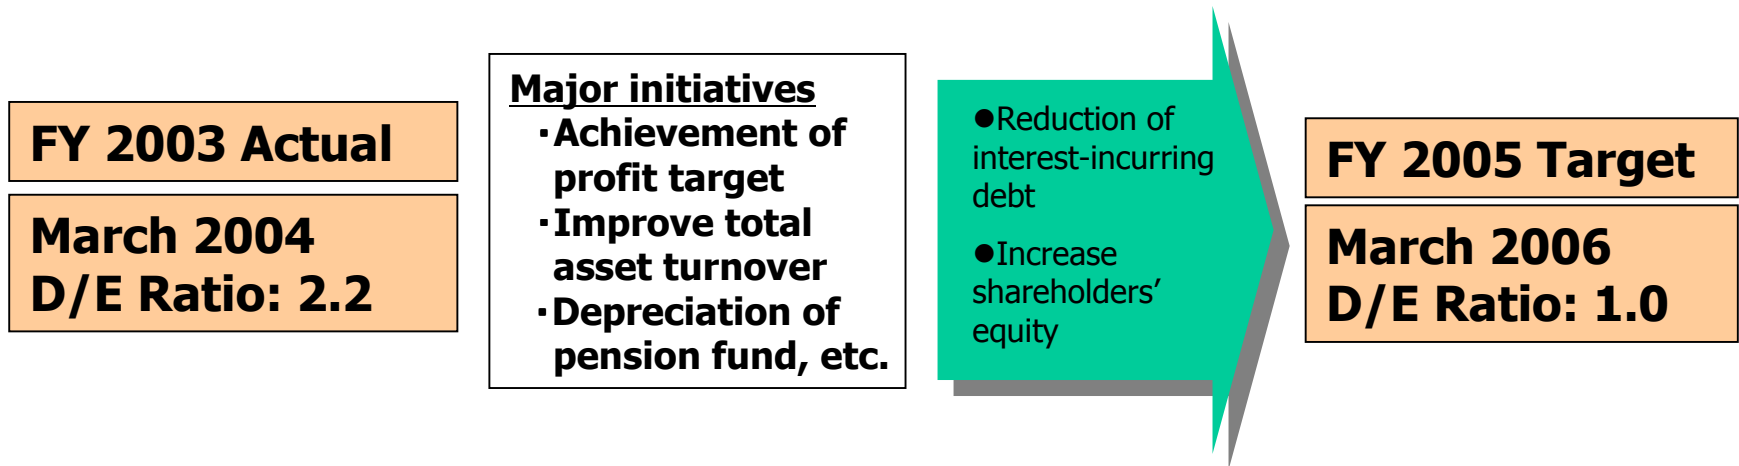 FY 2003 Actual
March 2004
D/E Ratio: 2.2
Major initiatives
・Achievement of
profit target
・Improve total
asset turnover
・Depreciation of
pension fund, etc.
●Reduction of
interest-incurring
debt
●Increase
shareholders’
equity
FY 2005 Target
March 2006
D/E Ratio: 1.0